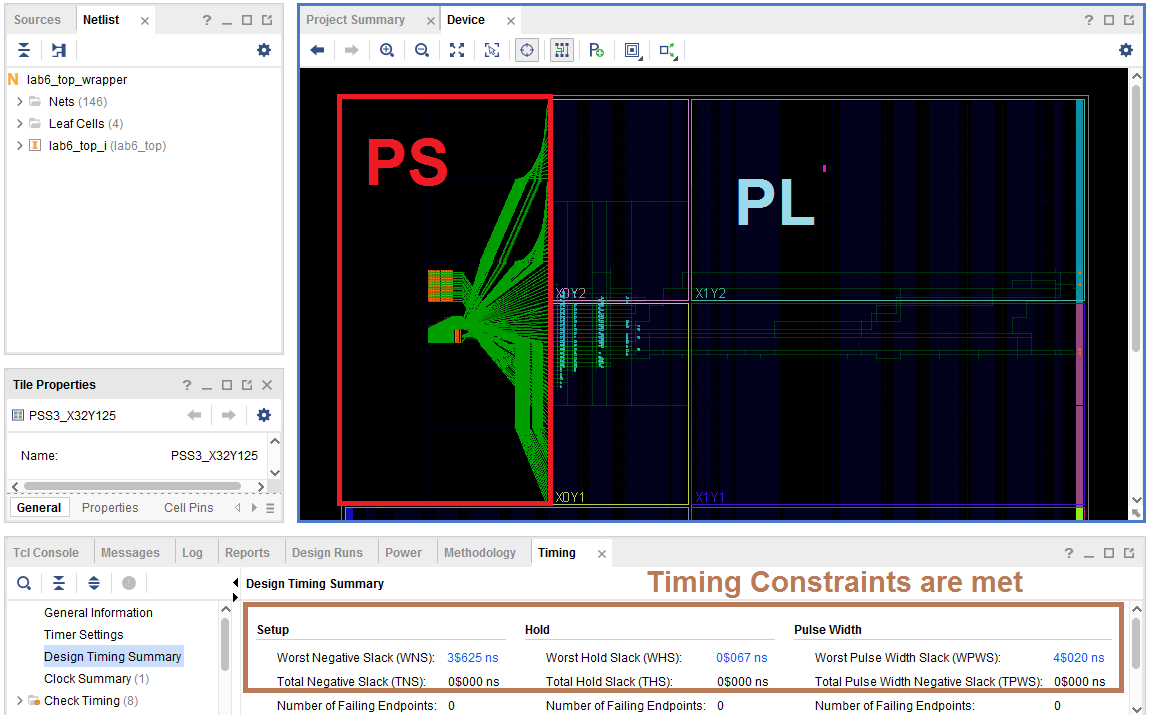 Sources
Netlist
lab6_top_wrapper
Nets (146)
Leaf Cells (4)
lab6_top_i (lab6_top)
Tile Properties
PSS3_X32Y125
Name: PSS3_X32Y125
General Properties Cell Pins
Project Summary
Device
PS
PL
X0Y2
X1Y2
X0Y1
X1Y1
Tcl Console Messages Log Reports Design Runs Power Methodology Timing
General Information
Timer Settings
Design Timing Summary
Clock Summary (1)
Check Timing (8)
Design Timing Summary
Timing Constraints are met
Setup Hold Pulse Width
Worst Negative Slack (WNS): 3$625 ns Worst Hold Slack (WHS): 0$067 ns Worst Pulse Width Slack (WPWS): 4$020 ns
Total Negative Slack (TNS): 0$000 ns Total Hold Slack (THS): 0$000 ns Total Pulse Width Negative Slack (TPWS): 0$000 ns
Number of Failing Endpoints: 0 Number of Failing Endpoints: 0 Number of Failing Endpoints: 0